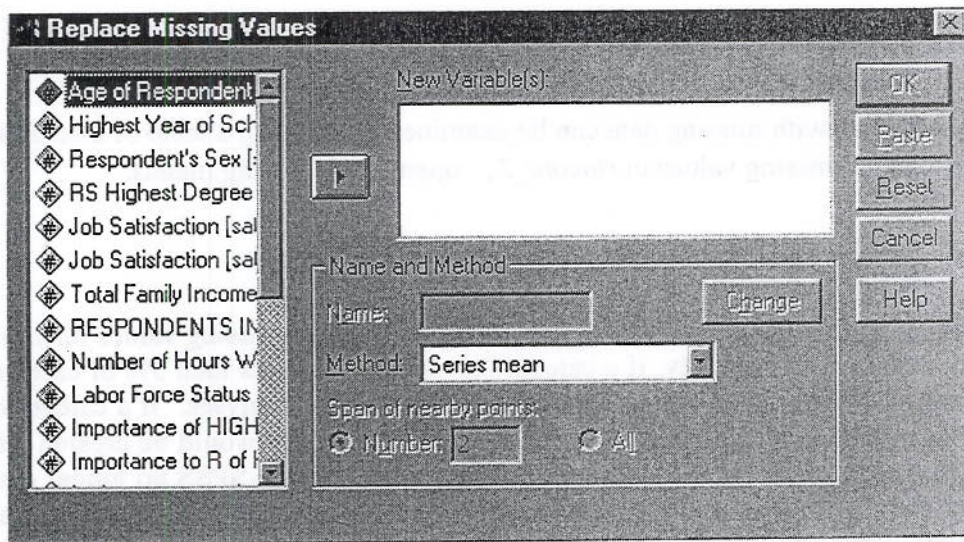 Replace Missing Values
Age of Respondent
Highest Year of Sch
Respondent's Sex [
RS Highest Degree
Job Satisfaction [sa
Job Satisfaction [sa
Total Family Income
RESPONDENTS IN
Number of Hours W
Labor Force Status
Importance of HIGH
Importance to R of
New Variable(s):
Name and Method
Name:
Change
Method: Series mean
Span of nearby points:
Number: 2
All
OK
Paste
Reset
Cancel
Help